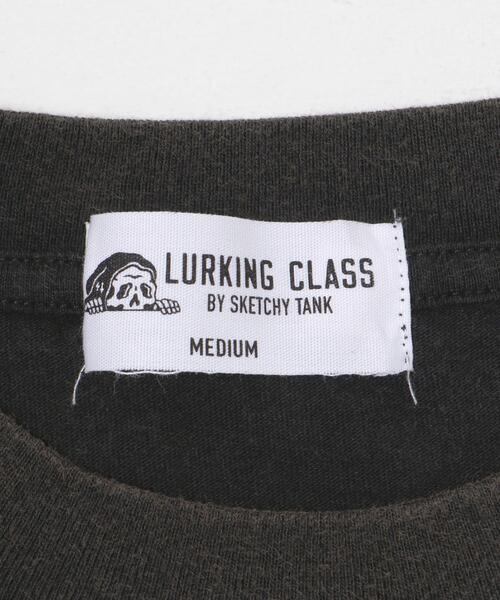 LURKING CLASS
BY SKETCHY TANK
MEDIUM